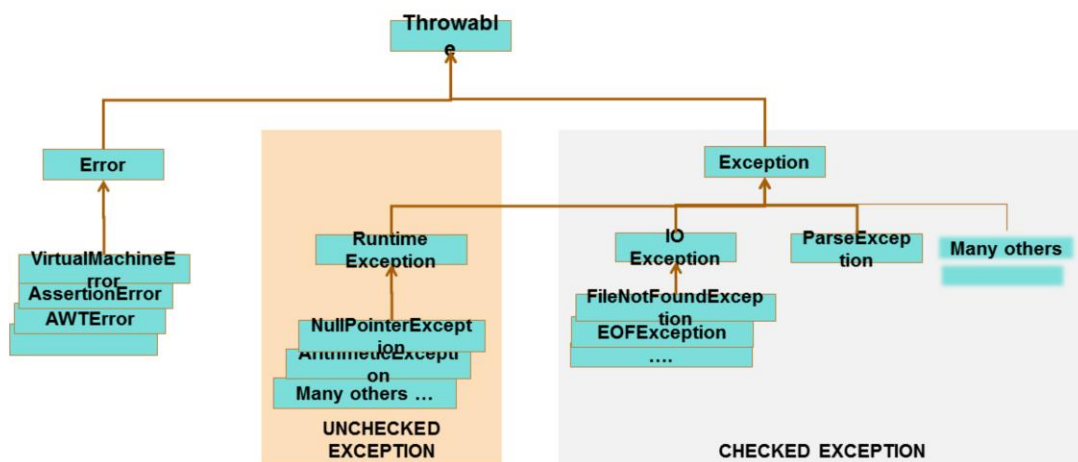 Throwabl
e
Error
Exception
Runtime
Exception
IO
Exception
ParseExcep
tion
Many others
VirtualMachineE
rror
AssertionError
AWTError
NullPointerExcept
ion
ArithmeticExcepti
on
Many others …
FileNotFoundExcep
tion
EOFException
….
UNCHECKED
EXCEPTION
CHECKED EXCEPTION